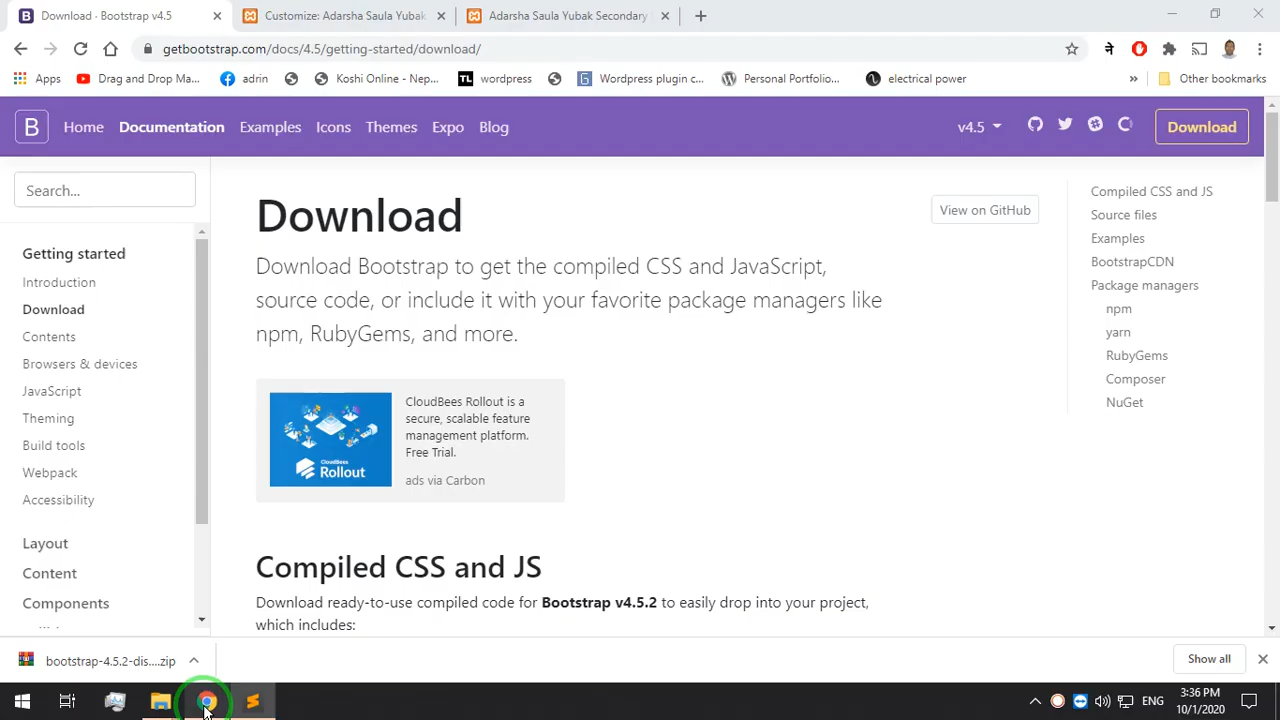 Download · Bootstrap v4.5
Customize: Adarsha Saula Yubak
Adarsha Saula Yubak Secondary
getbootstrap.com/docs/4.5/getting-started/download/
ने
Apps
Drag and Drop Ma...
adrin
Koshi Online - Nep...
TL wordpress
Wordpress plugin c...
Personal Portfolio...
electrical power
»
Other bookmarks
B
Home
Documentation
Examples
Icons
Themes
Expo
Blog
v4.5
Download
Search...
Getting started
Introduction
Download
Contents
Browsers & devices
JavaScript
Theming
Build tools
Webpack
Accessibility
Layout
Content
Components
Download
View on GitHub
Download Bootstrap to get the compiled CSS and JavaScript,
source code, or include it with your favorite package managers like
npm, RubyGems, and more.
CloudBees Rollout is a
secure, scalable feature
management platform.
Free Trial.
ads via Carbon
CloudBees
Rollout
Compiled CSS and JS
Download ready-to-use compiled code for Bootstrap v4.5.2 to easily drop into your project,
which includes:
Compiled CSS and JS
Source files
Examples
BootstrapCDN
Package managers
npm
yarn
RubyGems
Composer
NuGet
bootstrap-4.5.2-dis....zip
Show all
ENG
3:36 PM
10/1/2020